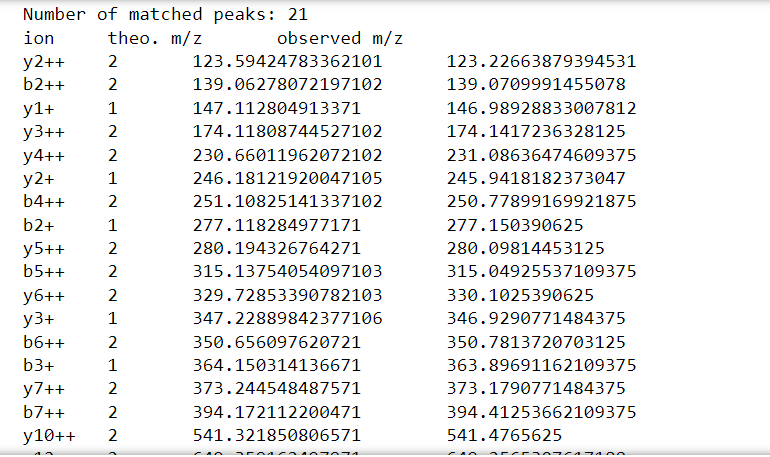 Number of matched peaks: 21
ion theo. m/z observed m/z
y2++ 2 123.59424783362101 123.22663879394531
b2++ 2 139.06278072197102 139.0709991455078
y1+ 1 147.112804913371 146.98928833007812
y3++ 2 174.11808744527102 174.1417236328125
y4++ 2 230.66011962072102 231.08636474609375
y2+ 1 246.18121920047105 245.9418182373047
b4++ 2 251.10825141337102 250.77899169921875
b2+ 1 277.118284977171 277.150390625
y5++ 2 280.194326764271 280.09814453125
b5++ 2 315.13754054097103 315.04925537109375
y6++ 2 329.72853390782103 330.1025390625
y3+ 1 347.22889842377106 346.9290771484375
b6++ 2 350.656097620721 350.7813720703125
b3+ 1 364.150314136671 363.89691162109375
y7++ 2 373.244548487571 373.1790771484375
b7++ 2 394.172112200471 394.41253662109375
y10++ 2 541.321850806571 541.4765625